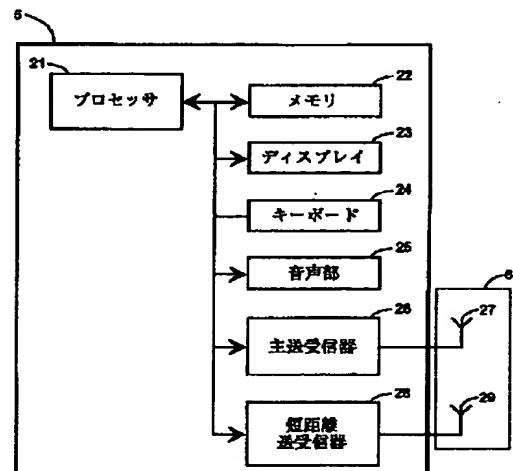 5
21
プロセッサ
22
メモリ
23
ディスプレイ
24
キーボード
25
音声部
26
主送受信器
6
27
28
短距離
送受信器
29